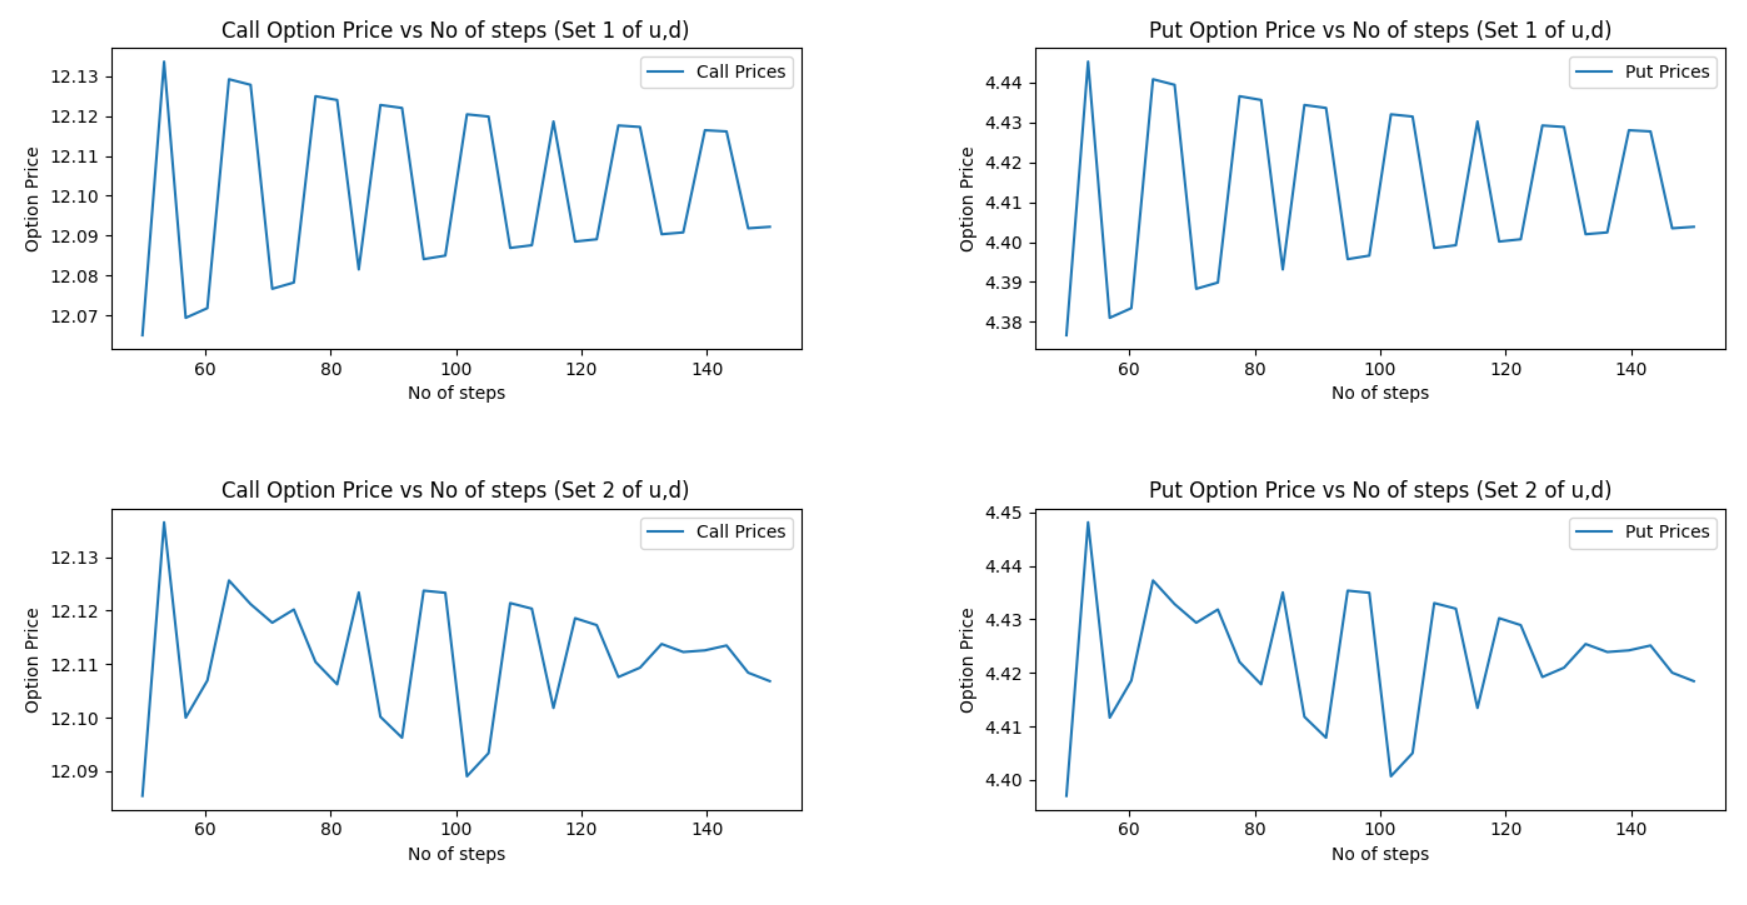 Call Option Price vs No of steps (Set 1 of u,d)
Option Price
12.13
12.12
12.11
12.10
12.09
12.08
12.07
Call Prices
60 80 100 120 140
No of steps
Put Option Price vs No of steps (Set 1 of u,d)
Option Price
4.44
4.43
4.42
4.41
4.40
4.39
4.38
Put Prices
60 80 100 120 140
No of steps
Call Option Price vs No of steps (Set 2 of u,d)
Option Price
12.13
12.12
12.11
12.10
12.09
Call Prices
60 80 100 120 140
No of steps
Put Option Price vs No of steps (Set 2 of u,d)
Option Price
4.45
4.44
4.43
4.42
4.41
4.40
Put Prices
60 80 100 120 140
No of steps